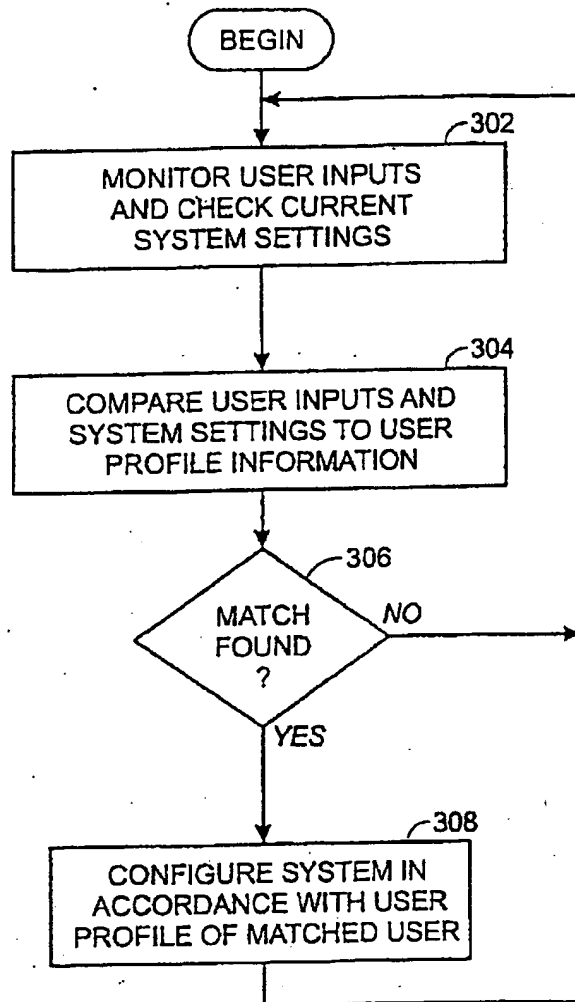 BEGIN
302
MONITOR USER INPUTS
AND CHECK CURRENT
SYSTEM SETTINGS
304
COMPARE USER INPUTS AND
SYSTEM SETTINGS TO USER
PROFILE INFORMATION
306
MATCH
FOUND
?
NO
YES
308
CONFIGURE SYSTEM IN
ACCORDANCE WITH USER
PROFILE OF MATCHED USER